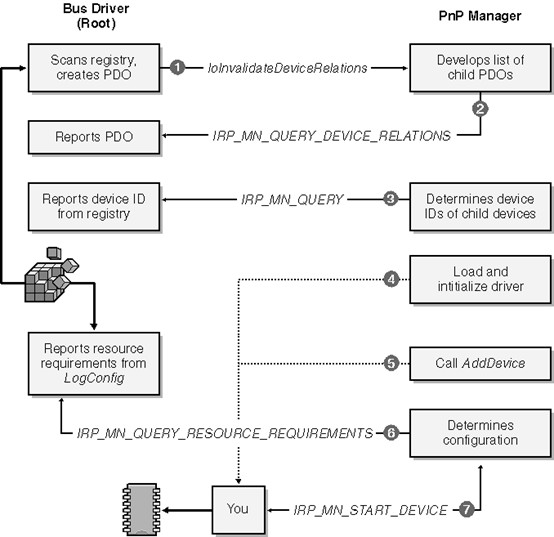 Bus Driver
(Root)
PnP Manager
Scans registry,
creates PDO
1
IoInvalidateDeviceRelations
Develops list of
child PDOs
2
Reports PDO
IRP_MN_QUERY_DEVICE_RELATIONS
Reports device ID
from registry
IRP_MN_QUERY
3
Determines device
IDs of child devices
4
Load and
intitialize driver
Reports resource
requirements from
LogConfig
5
Call AddDevice
IRP_MN_QUERY_RESOURCE_REQUIREMENTS
6
Determines
configuration
You
IRP_MN_START_DEVICE
7